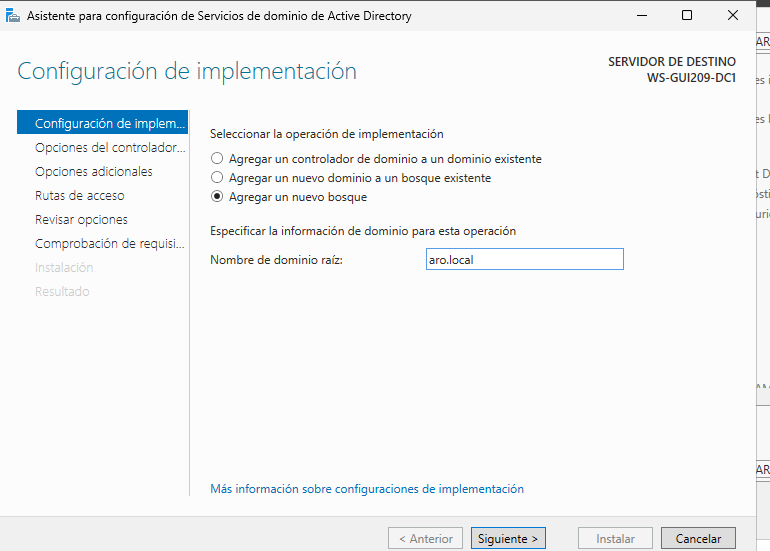 Asistente para configuración de Servicios de dominio de Active Directory
Configuración de implementación
SERVIDOR DE DESTINO
WS-GUI209-DC1
Configuración de implem...
Opciones del controlador...
Opciones adicionales
Rutas de acceso
Revisar opciones
Comprobación de requisi...
Instalación
Resultado
Seleccionar la operación de implementación
Agregar un controlador de dominio a un dominio existente
Agregar un nuevo dominio a un bosque existente
Agregar un nuevo bosque
Especificar la información de dominio para esta operación
Nombre de dominio raíz:
aro.local
Más información sobre configuraciones de implementación
< Anterior
Siguiente >
Instalar
Cancelar
AR
AR